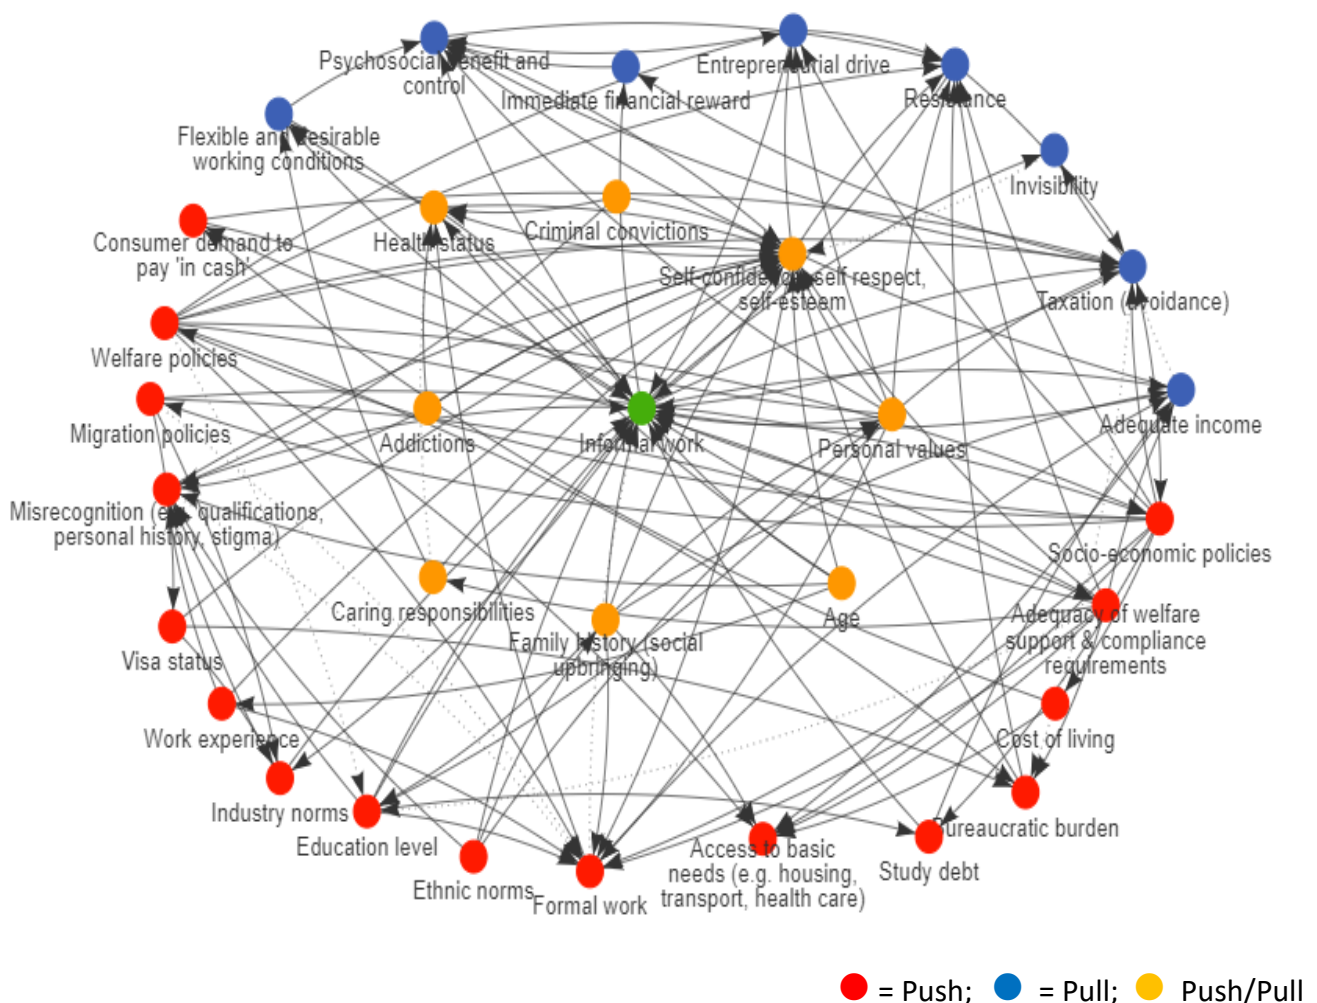 Psychosocial benefit and
control
Entrepreneurial drive
Immediate financial reward
Resistance
Flexible and desirable
working conditions
Invisibility
Consumer demand to
pay 'in cash'
Health status
Criminal convictions
Self-confidence, self respect,
self-esteem
Taxation (avoidance)
Welfare policies
Migration policies
Addictions
Informal work
Personal values
Adequate income
Misrecognition (e.g. qualifications,
personal history, stigma)
Socio-economic policies
Caring responsibilities
Age
Family history (social
upbringing)
Adequacy of welfare
support & compliance
requirements
Visa status
Work experience
Cost of living
Industry norms
Education level
Ethnic norms
Formal work
Access to basic
needs (e.g. housing,
transport, health care)
Study debt
Bureaucratic burden
= Push; = Pull; Push/Pull